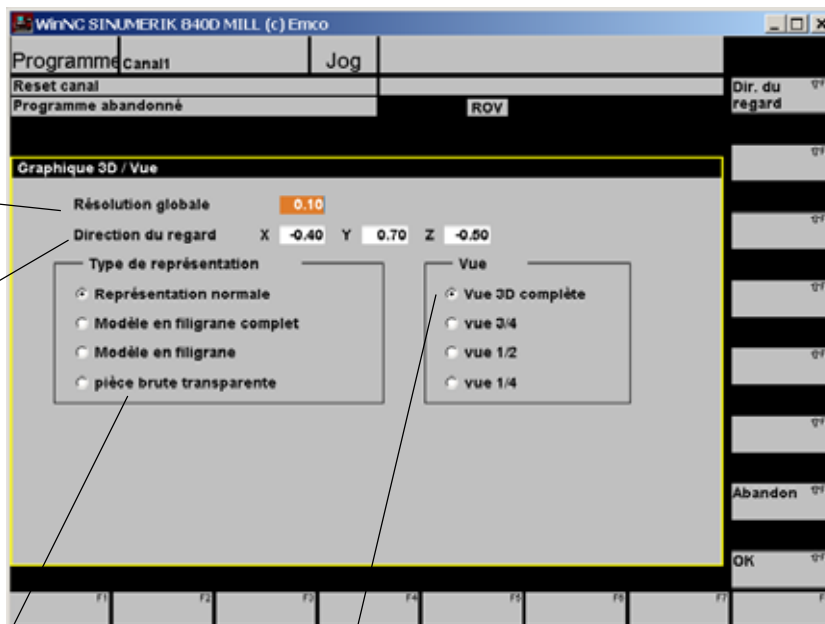 WinNC SINUMERIK 840D MILL (c) Emco
Programme Canal1 Jog
Reset canal
Programme abandonné ROV
Dir. du
regard
Graphique 3D / Vue
Résolution globale 0.10
Direction du regard X -0.40 Y 0.70 Z -0.50
Type de représentation
Représentation normale
Modèle en filigrane complet
Modèle en filigrane
pièce brute transparente
Vue
Vue 3D complète
vue 3/4
vue 1/2
vue 1/4
Abandon
OK
F1 F2 F3 F4 F5 F6 F7